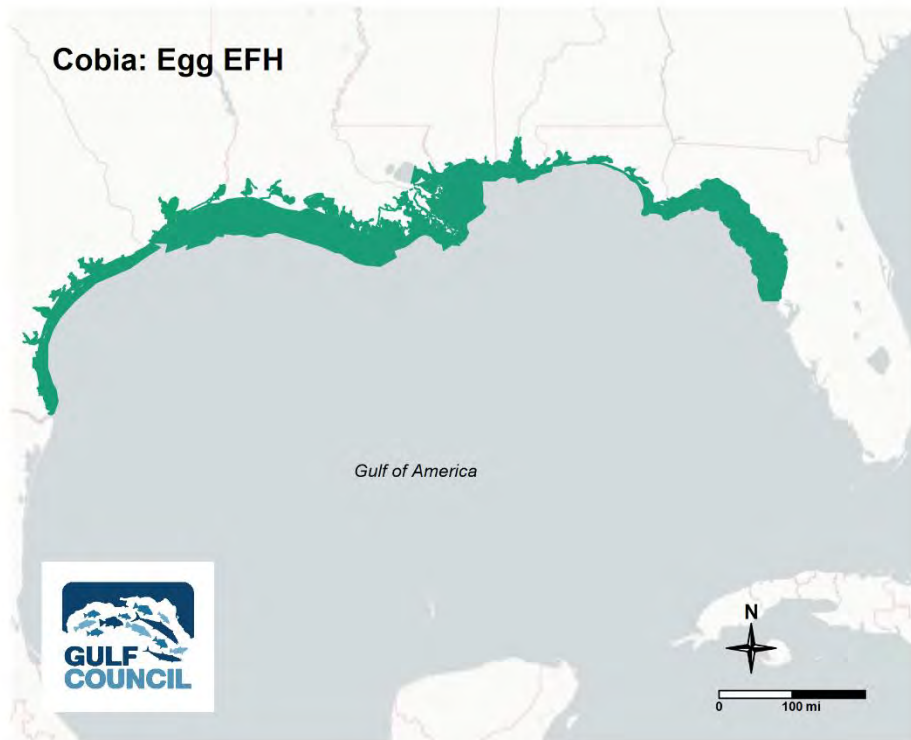 Cobia: Egg EFH
Gulf of America
GULF
COUNCIL
N
0 100 mi